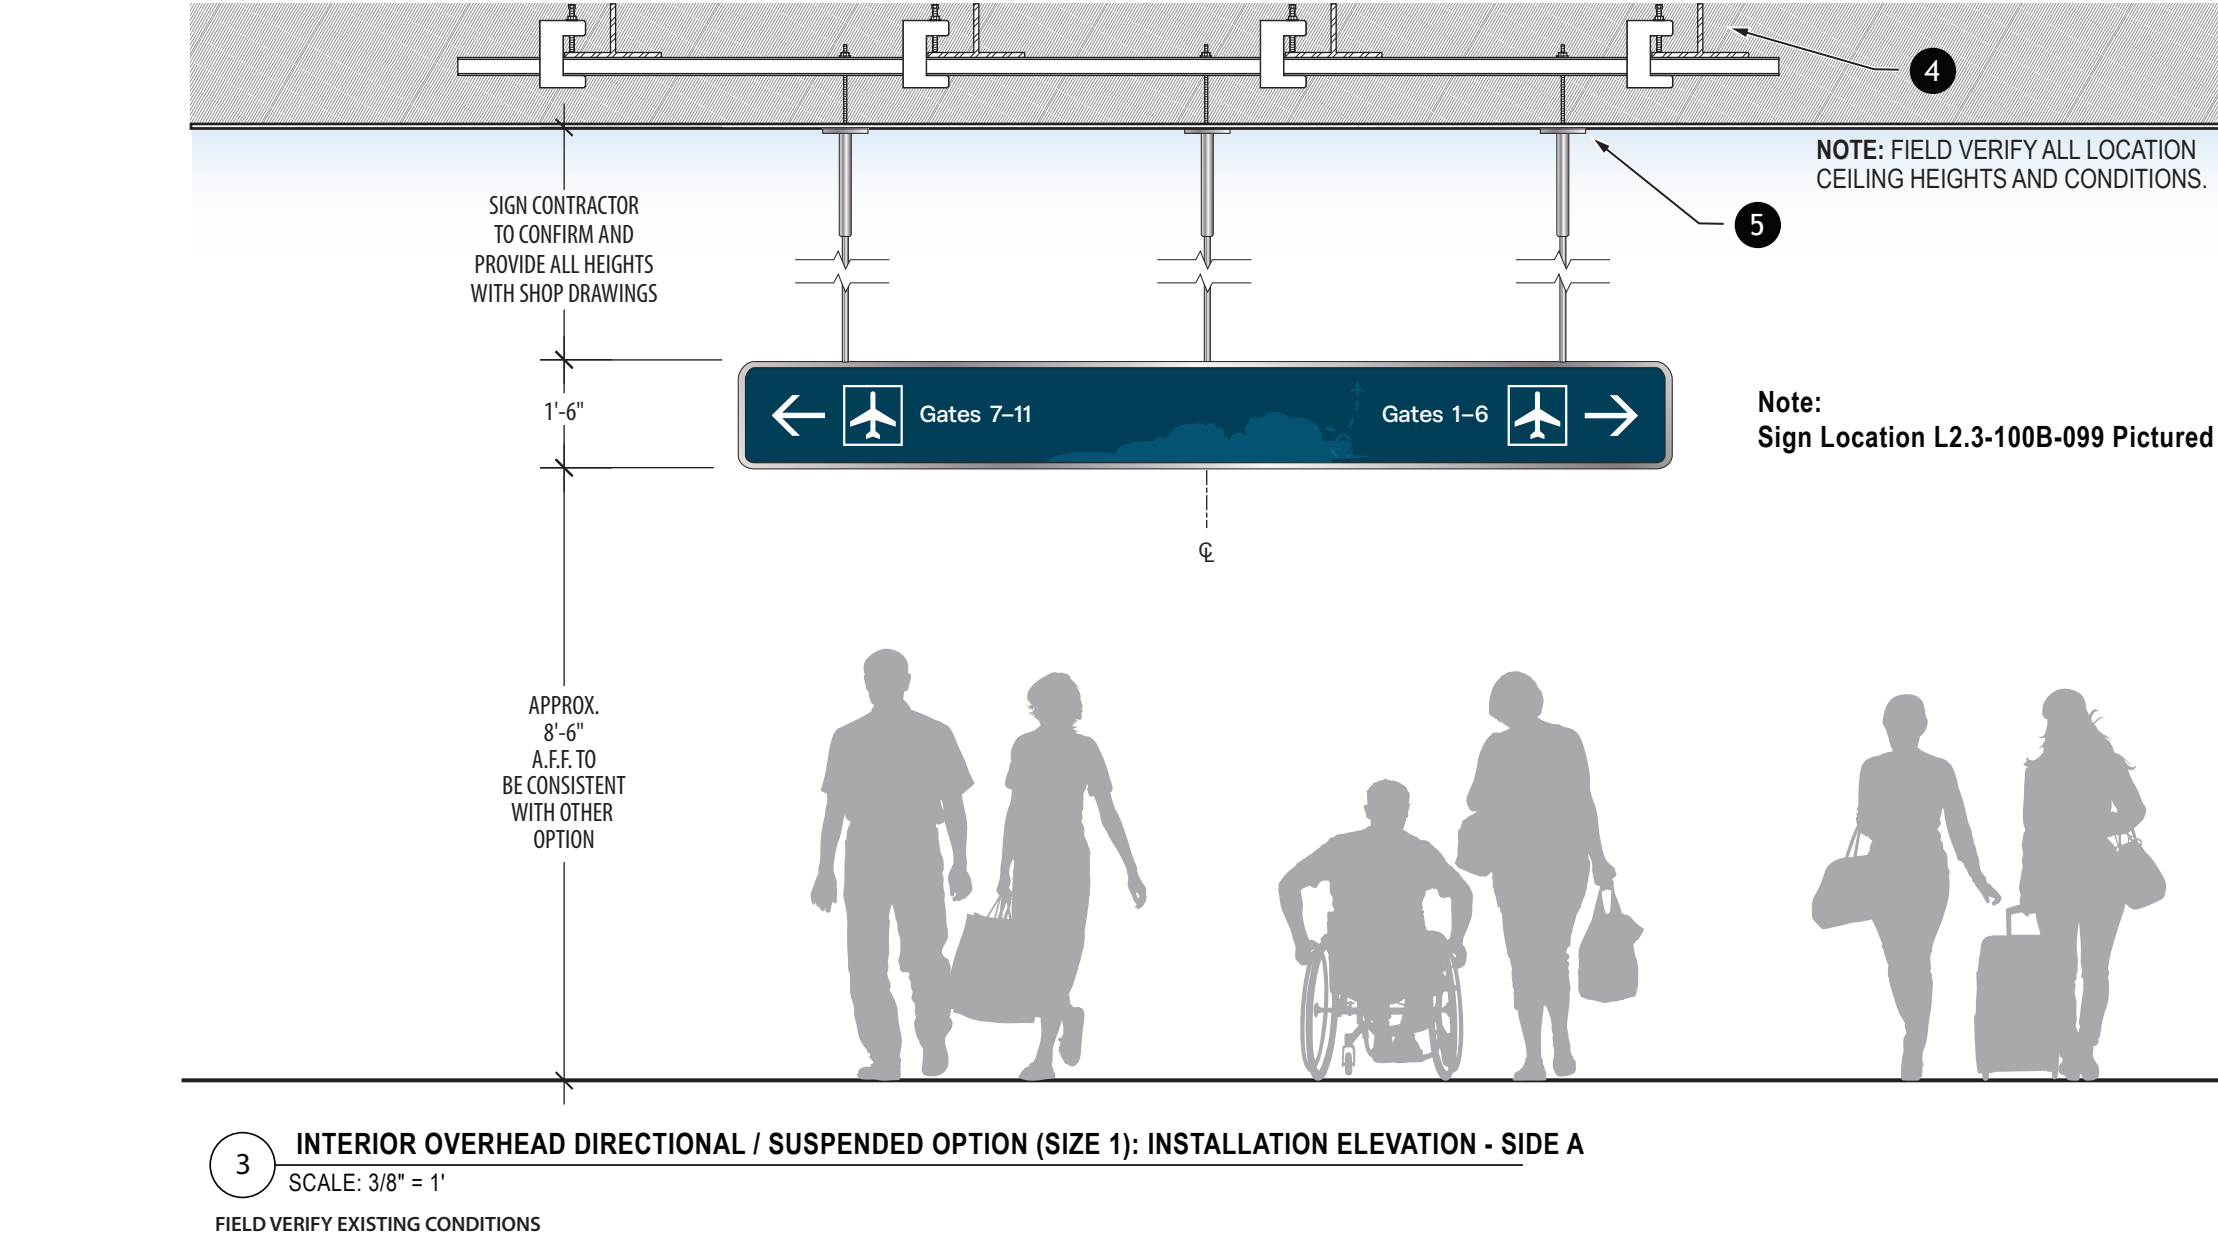 4
NOTE: FIELD VERIFY ALL LOCATION
CEILING HEIGHTS AND CONDITIONS.
5
SIGN CONTRACTOR
TO CONFIRM AND
PROVIDE ALL HEIGHTS
WITH SHOP DRAWINGS
1'-6"
Gates 7–11
Gates 1–6
Note:
Sign Location L2.3-100B-099 Pictured
℄
APPROX.
8'-6"
A.F.F. TO
BE CONSISTENT
WITH OTHER
OPTION
3
INTERIOR OVERHEAD DIRECTIONAL / SUSPENDED OPTION (SIZE 1): INSTALLATION ELEVATION - SIDE A
SCALE: 3/8" = 1'
FIELD VERIFY EXISTING CONDITIONS